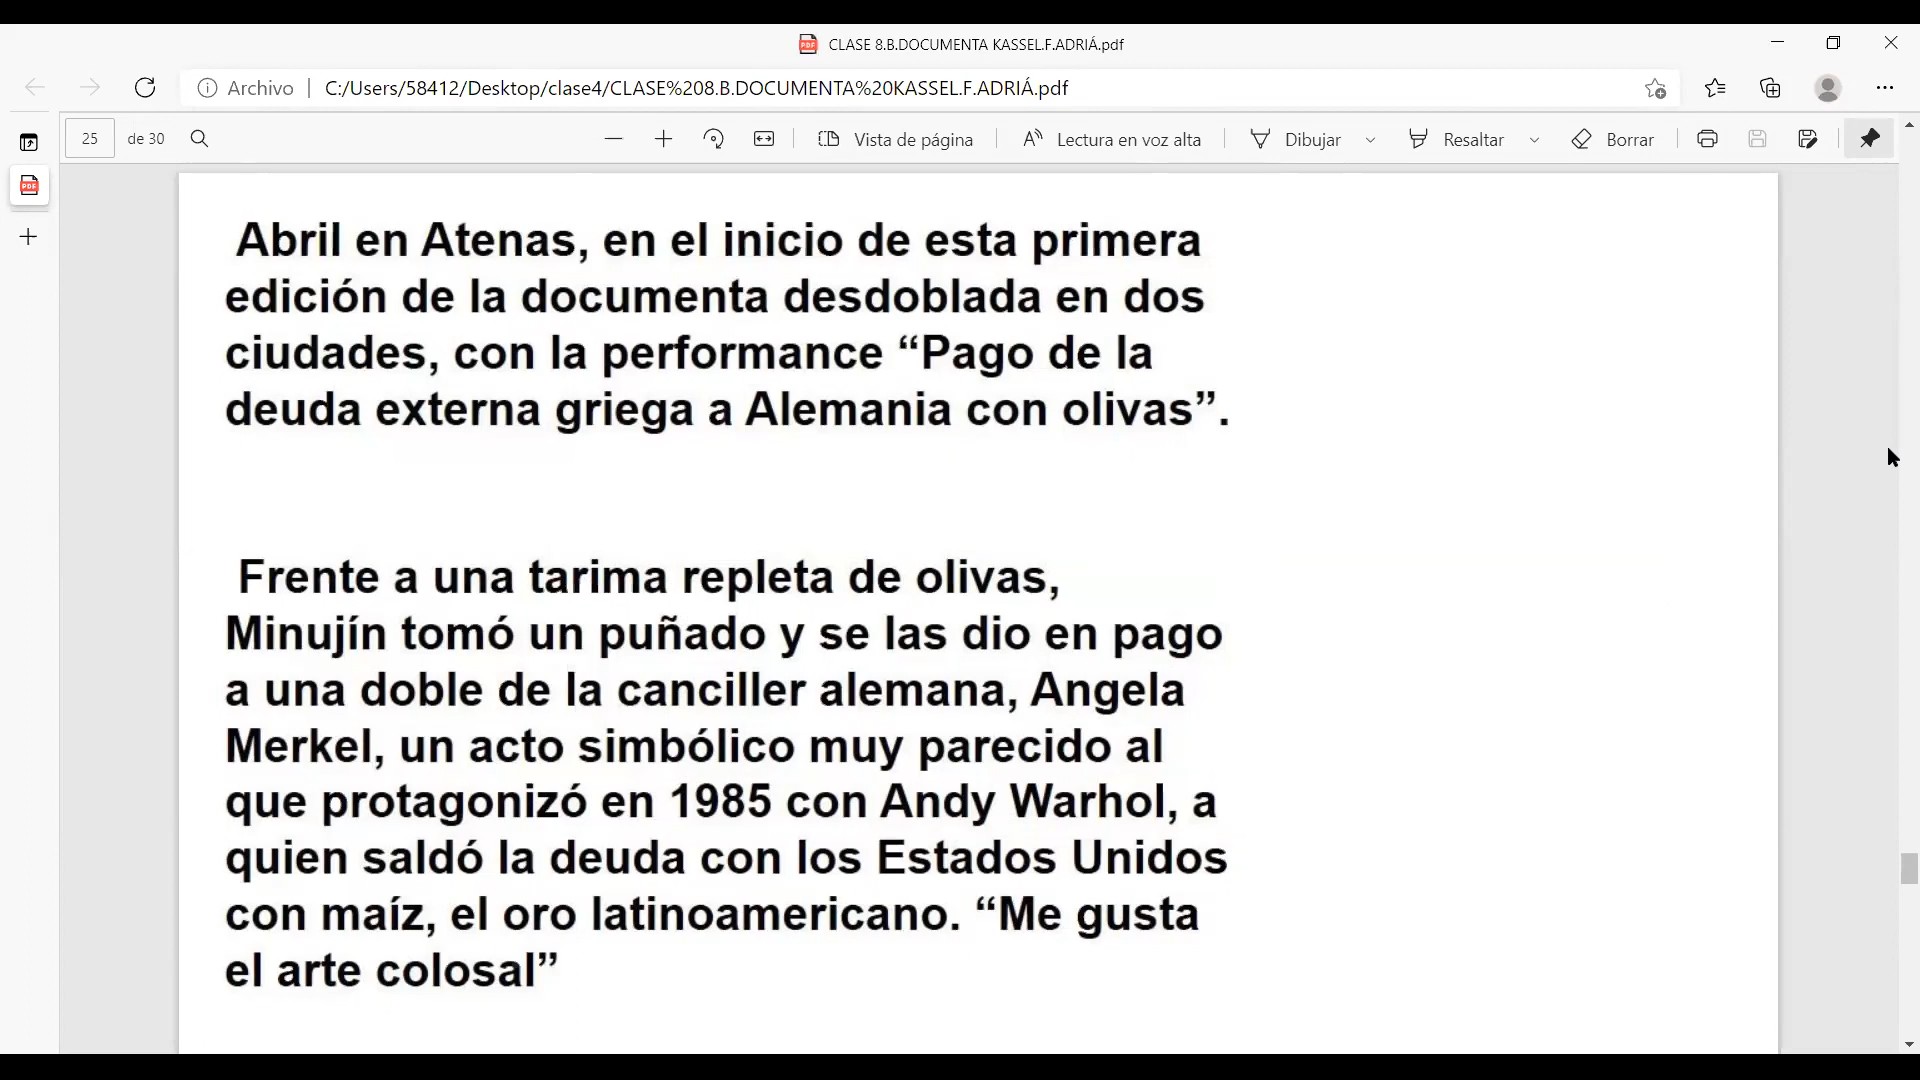 CLASE 8.B.DOCUMENTA KASSEL.F.ADRIÁ.pdf
Archivo | C:/Users/58412/Desktop/clase4/CLASE%208.B.DOCUMENTA%20KASSEL.F.ADRIÁ.pdf
25 de 30 Vista de página Lectura en voz alta Dibujar Resaltar Borrar
Abril en Atenas, en el inicio de esta primera
edición de la documenta desdoblada en dos
ciudades, con la performance “Pago de la
deuda externa griega a Alemania con olivas”.
Frente a una tarima repleta de olivas,
Minujín tomó un puñado y se las dio en pago
a una doble de la canciller alemana, Angela
Merkel, un acto simbólico muy parecido al
que protagonizó en 1985 con Andy Warhol, a
quien saldó la deuda con los Estados Unidos
con maíz, el oro latinoamericano. “Me gusta
el arte colosal”